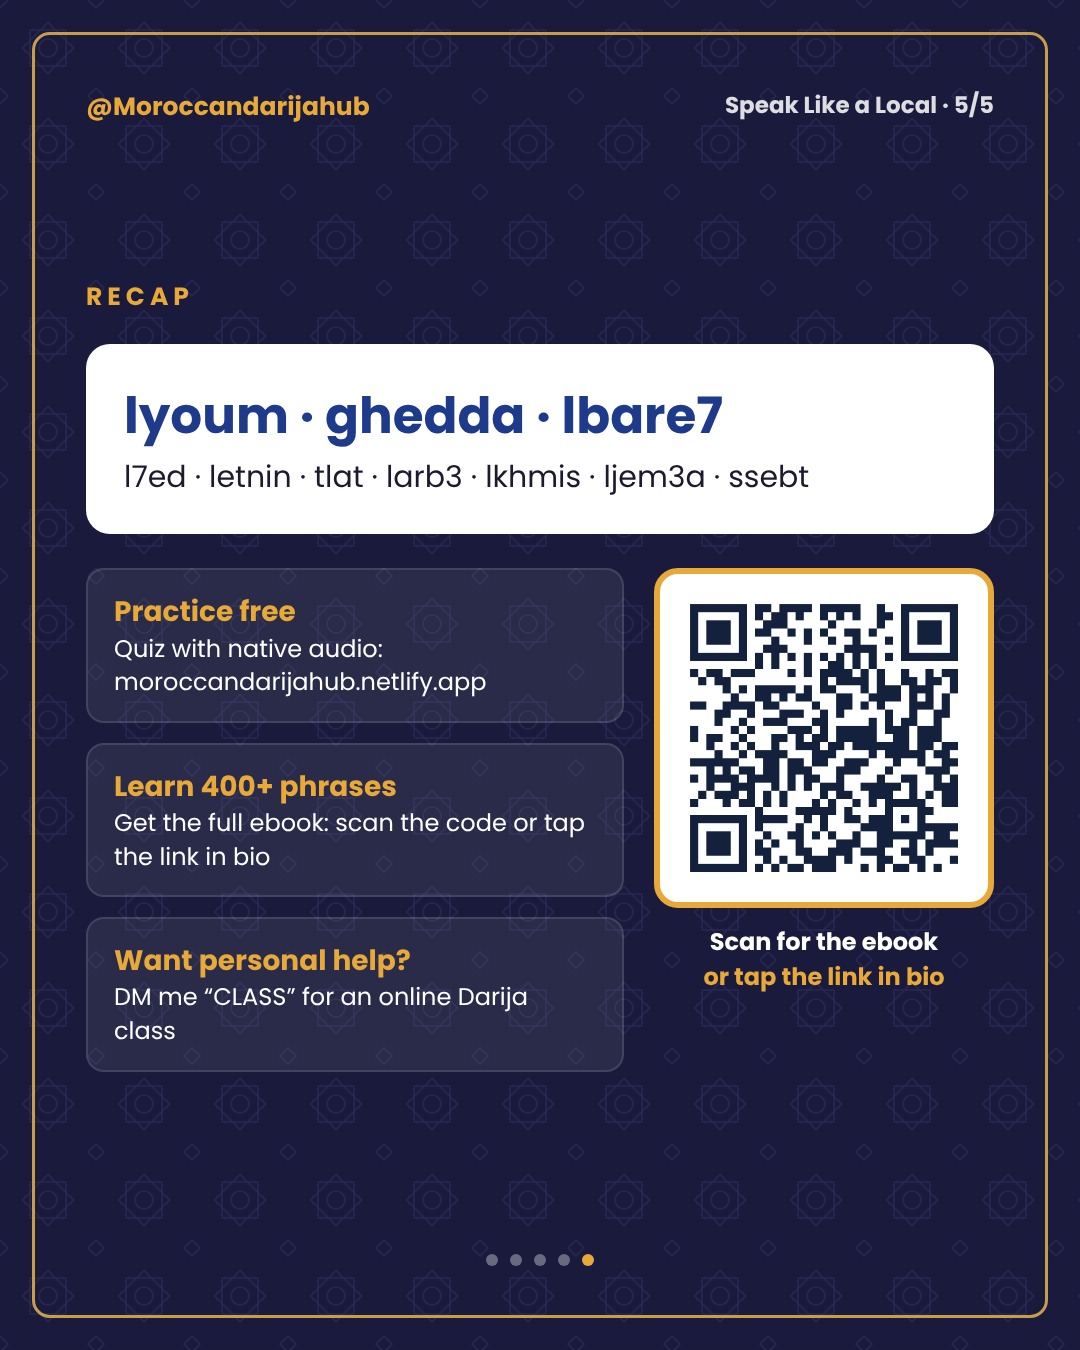 @Moroccandarijahub
Speak Like a Local · 5/5
RECAP
lyoum · ghedda · lbare7
l7ed · letnin · tlat · larb3 · lkhmis · ljem3a · ssebt
Practice free
Quiz with native audio:
moroccandarijahub.netlify.app
Learn 400+ phrases
Get the full ebook: scan the code or tap
the link in bio
Want personal help?
DM me “CLASS” for an online Darija
class
Scan for the ebook
or tap the link in bio